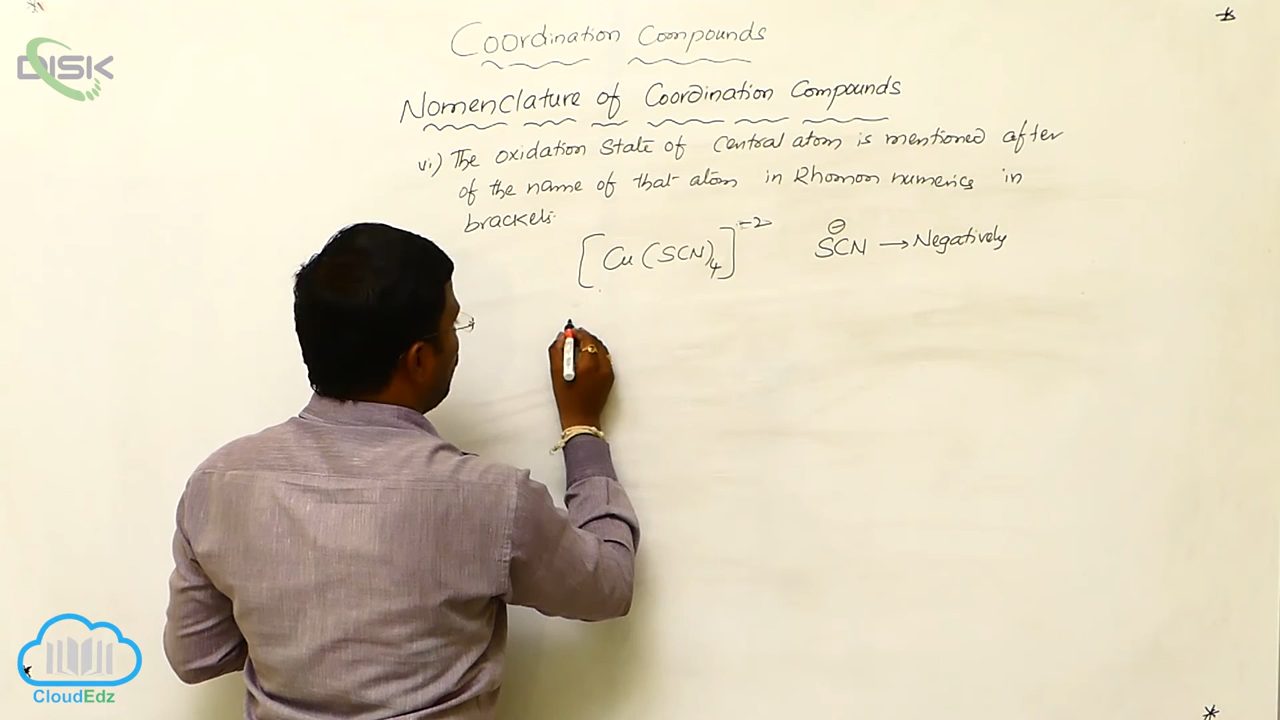 DISK
Coordination Compounds
Nomenclature of Coordination Compounds
vi) The oxidation state of central atom is mentioned after
of the name of that atom in Rhomon numerics in
brackets.
[Cu(SCN)4]-2 SCN⊖ → Negatively
CloudEdz